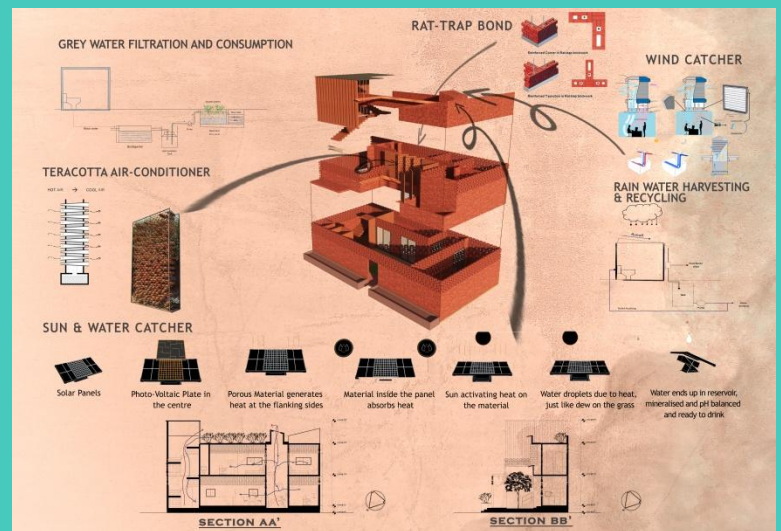 GREY WATER FILTRATION AND CONSUMPTION
RAT-TRAP BOND
WIND CATCHER
TERACOTTA AIR-CONDITIONER
HOT AIR
COOL AIR
RAIN WATER HARVESTING
& RECYCLING
SUN & WATER CATCHER
Solar Panels
Photo-Voltaic Plate in
the centre
Porous Material generates
heat at the flanking sides
Material inside the panel
absorbs heat
Sun activating heat on
the material
Water droplets due to heat,
just like dew on the grass
Water ends up in reservoir,
mineralised and pH balanced
and ready to drink
SECTION AA'
SECTION BB'